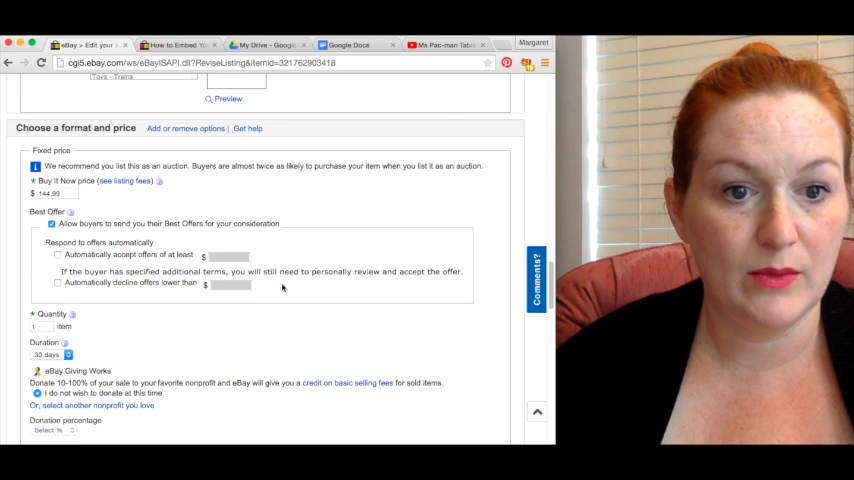 eBay > Edit your l
How to Embed Yo
My Drive - Google
Google Docs
Ms Pac-man Table
Margaret
cgi5.ebay.com/ws/eBayISAPI.dll?ReviseListing&itemid=321762903418
Toys - Trains
Preview
Choose a format and price Add or remove options | Get help
Fixed price
We recommend you list this as an auction. Buyers are almost twice as likely to purchase your item when you list it as an auction.
* Buy It Now price (see listing fees)
$ 144.99
Best Offer
Allow buyers to send you their Best Offers for your consideration
Respond to offers automatically
Automatically accept offers of at least $
If the buyer has specified additional terms, you will still need to personally review and accept the offer.
Automatically decline offers lower than $
* Quantity
1 item
Duration
30 days
eBay Giving Works
Donate 10-100% of your sale to your favorite nonprofit and eBay will give you a credit on basic selling fees for sold items.
I do not wish to donate at this time
Or, select another nonprofit you love
Donation percentage
Select %
Comments?